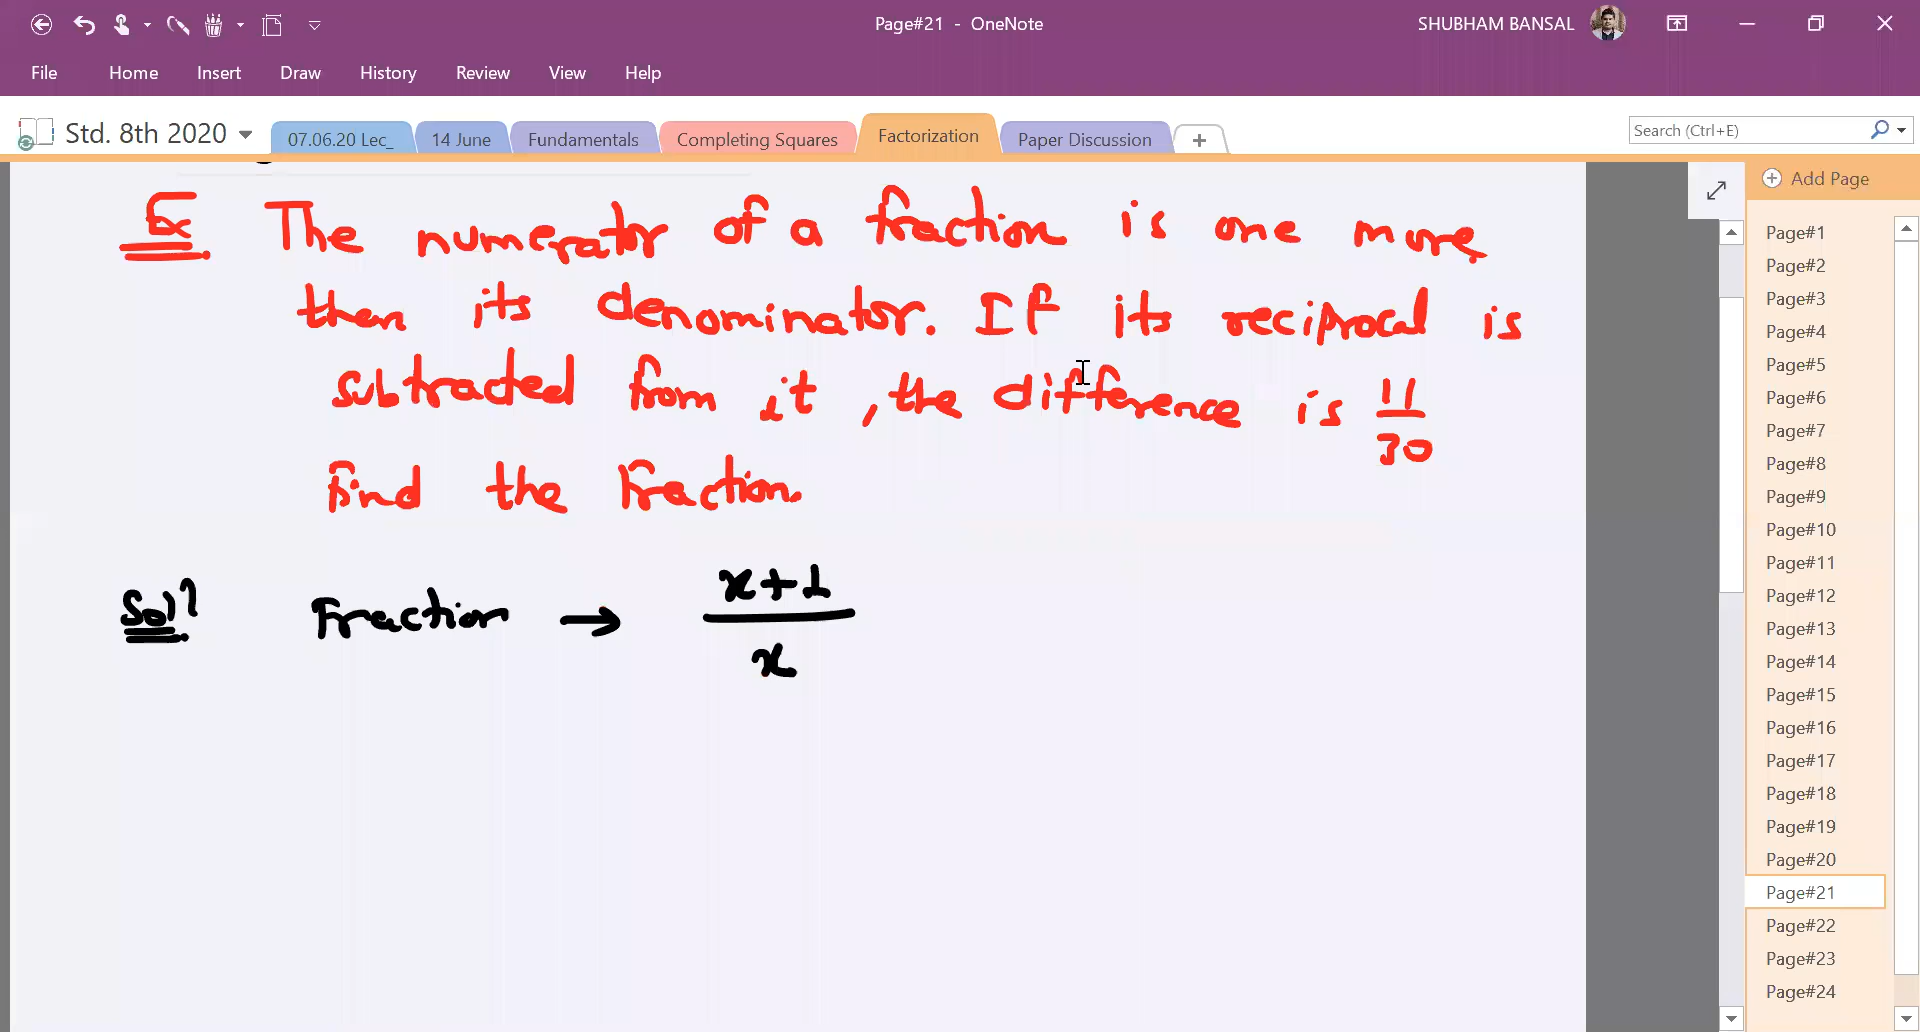 Page#21 - OneNote
SHUBHAM BANSAL
File Home Insert Draw History Review View Help
Std. 8th 2020
07.06.20 Lec_
14 June
Fundamentals
Completing Squares
Factorization
Paper Discussion
+
Search (Ctrl+E)
Ex The numerator of a fraction is one more
then its denominator. If its reciprocal is
subtracted from it, the difference is 11/30
Find the Fraction.
Solⁿ Fraction → x+1
x
Add Page
Page#1
Page#2
Page#3
Page#4
Page#5
Page#6
Page#7
Page#8
Page#9
Page#10
Page#11
Page#12
Page#13
Page#14
Page#15
Page#16
Page#17
Page#18
Page#19
Page#20
Page#21
Page#22
Page#23
Page#24